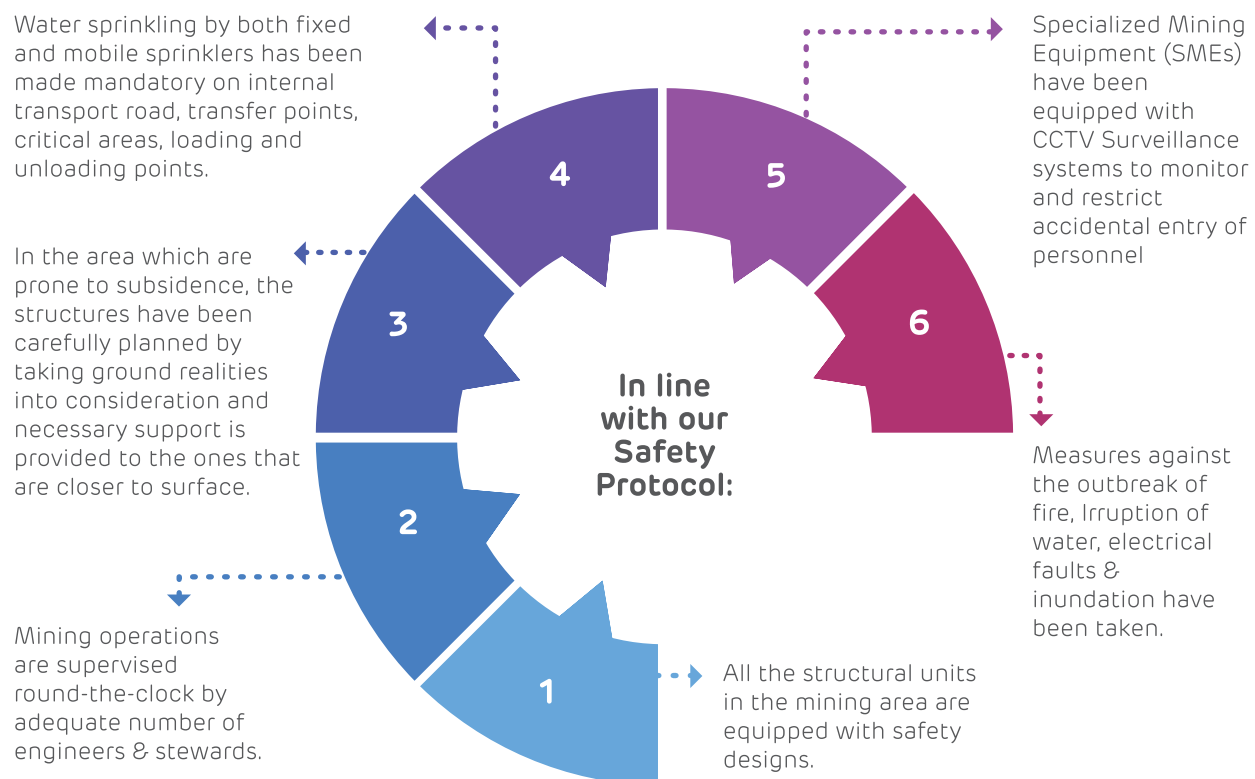 In line
with our
Safety
Protocol:
1
All the structural units
in the mining area are
equipped with safety
designs.
2
Mining operations
are supervised
round-the-clock by
adequate number of
engineers & stewards.
3
In the area which are
prone to subsidence, the
structures have been
carefully planned by
taking ground realities
into consideration and
necessary support is
provided to the ones that
are closer to surface.
4
Water sprinkling by both fixed
and mobile sprinklers has been
made mandatory on internal
transport road, transfer points,
critical areas, loading and
unloading points.
5
Specialized Mining
Equipment (SMEs)
have been
equipped with
CCTV Surveillance
systems to monitor
and restrict
accidental entry of
personnel
6
Measures against
the outbreak of
fire, Irruption of
water, electrical
faults &
inundation have
been taken.